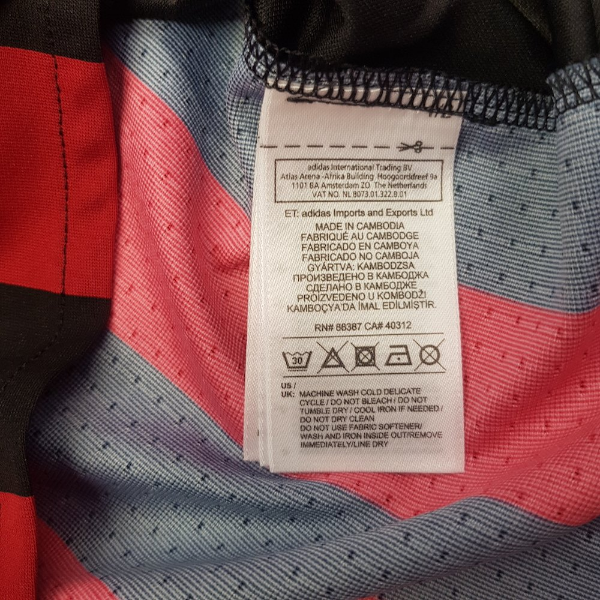 adidas International Trading BV
Atlas Arena -Afrika Building Hoogoorddreef 9a
1101 BA Amsterdam ZO The Netherlands
VAT NO. NL 8073.01.322.B.01
ET: adidas Imports and Exports Ltd
MADE IN CAMBODIA
FABRIQUÉ AU CAMBODGE
FABRICADO EN CAMBOYA
FABRICADO NO CAMBOJA
GYÁRTVA: KAMBODZSA
ПРОИЗВЕДЕНО В КАМБОДЖА
СДЕЛАНО В КАМБОДЖЕ
PROIZVEDENO U KOMBODŽI
KAMBOÇYA'DA İMAL EDİLMİŞTİR.
RN# 88387 CA# 40312
30
US /
UK: MACHINE WASH COLD DELICATE
CYCLE / DO NOT BLEACH / DO NOT
TUMBLE DRY / COOL IRON IF NEEDED /
DO NOT DRY CLEAN
DO NOT USE FABRIC SOFTENER/
WASH AND IRON INSIDE OUT/REMOVE
IMMEDIATELY/LINE DRY